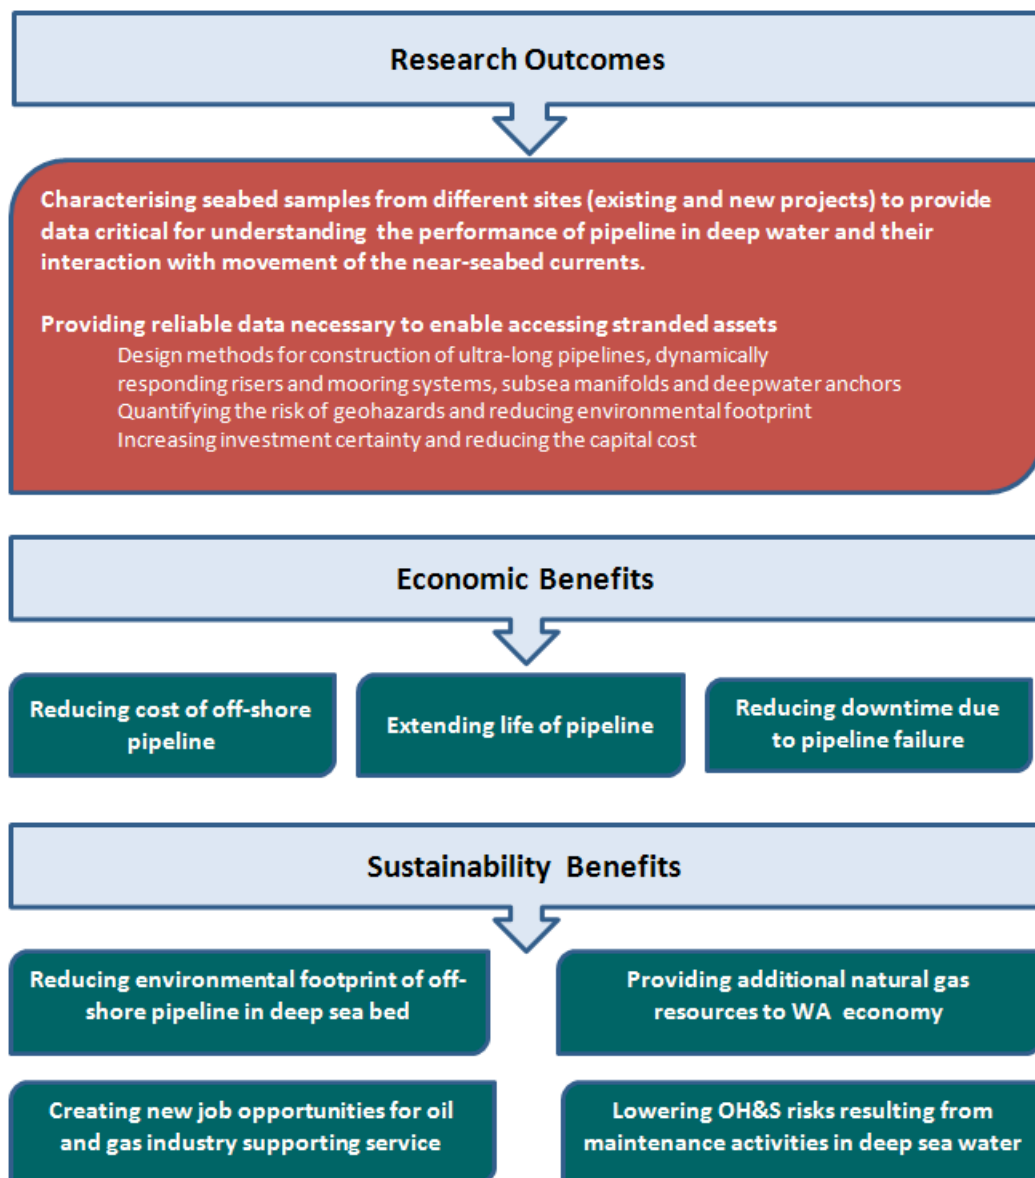 Research Outcomes
Characterising seabed samples from different sites (existing and new projects) to provide
data critical for understanding the performance of pipeline in deep water and their
interaction with movement of the near-seabed currents.
Providing reliable data necessary to enable accessing stranded assets
Design methods for construction of ultra-long pipelines, dynamically
responding risers and mooring systems, subsea manifolds and deepwater anchors
Quantifying the risk of geohazards and reducing environmental footprint
Increasing investment certainty and reducing the capital cost
Economic Benefits
Reducing cost of off-shore
pipeline
Extending life of pipeline
Reducing downtime due
to pipeline failure
Sustainability Benefits
Reducing environmental footprint of off-
shore pipeline in deep sea bed
Providing additional natural gas
resources to WA economy
Creating new job opportunities for oil
and gas industry supporting service
Lowering OH&S risks resulting from
maintenance activities in deep sea water